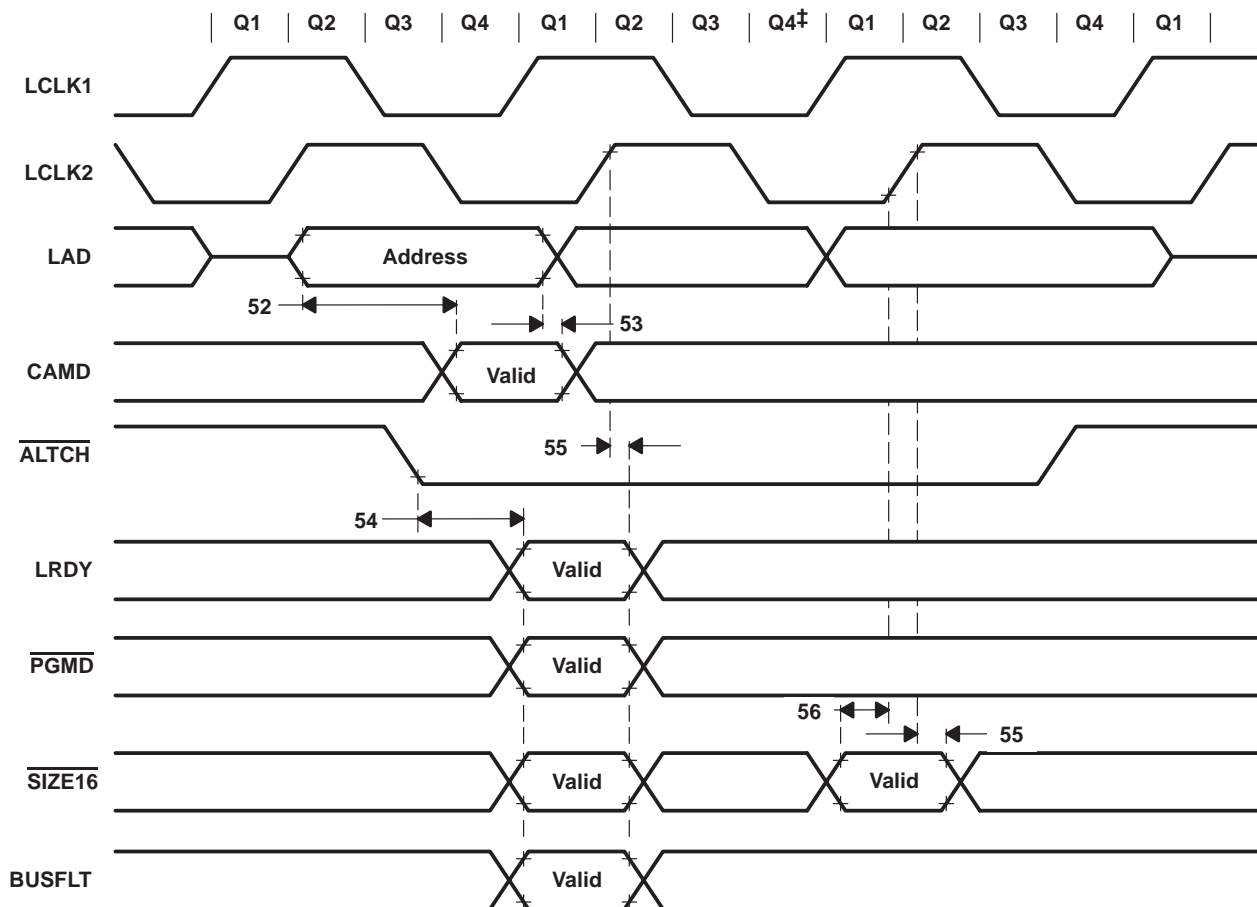 Q1 Q2 Q3 Q4 Q1 Q2 Q3 Q4‡ Q1 Q2 Q3 Q4 Q1
LCLK1
LCLK2
LAD Address
52 53
CAMD Valid
ALTCH 55
54
LRDY Valid
PGMD Valid
56 55
SIZE16 Valid Valid
BUSFLT Valid